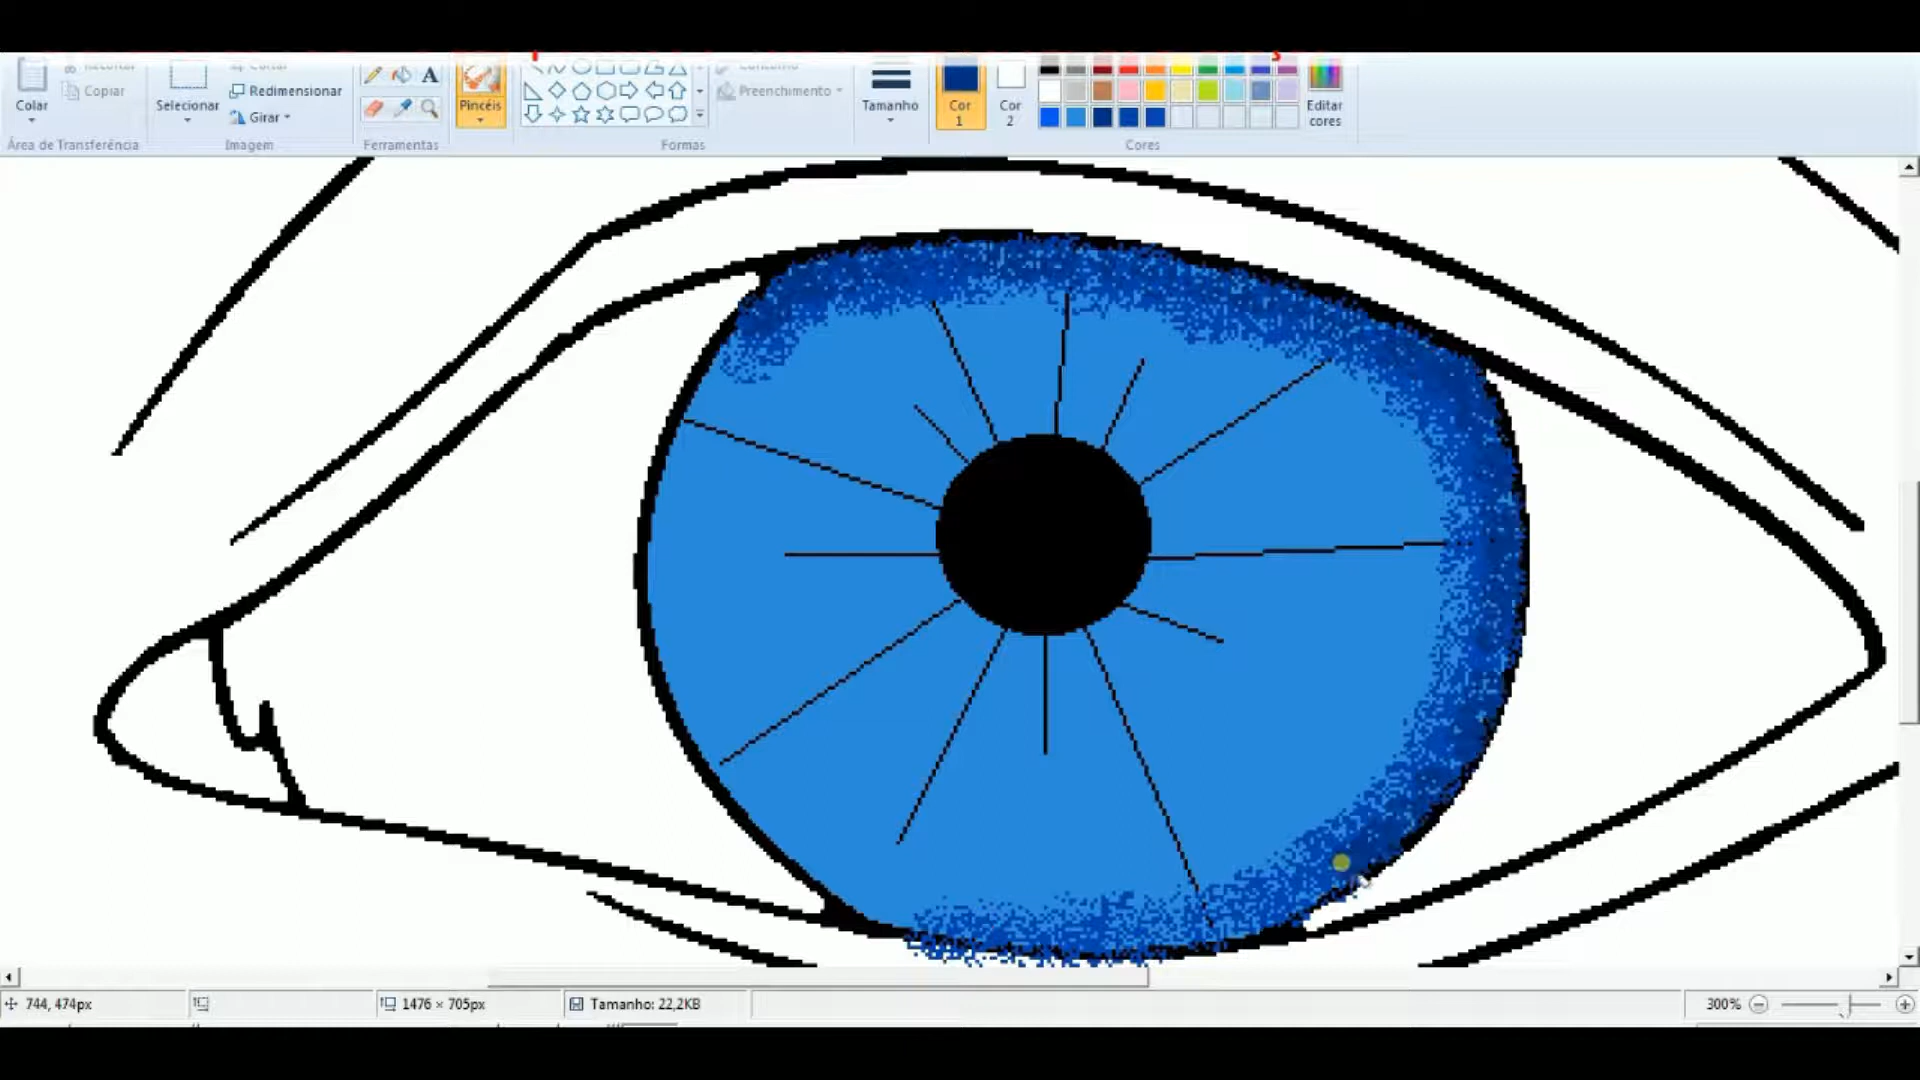 Colar
Copiar
Área de Transferência
Selecionar
Redimensionar
Girar
Imagem
A
Ferramentas
Pincéis
Preenchimento
Formas
Tamanho
Cor
1
Cor
2
Editar
cores
Cores
744, 474px
1476 × 705px
Tamanho: 22,2KB
300%